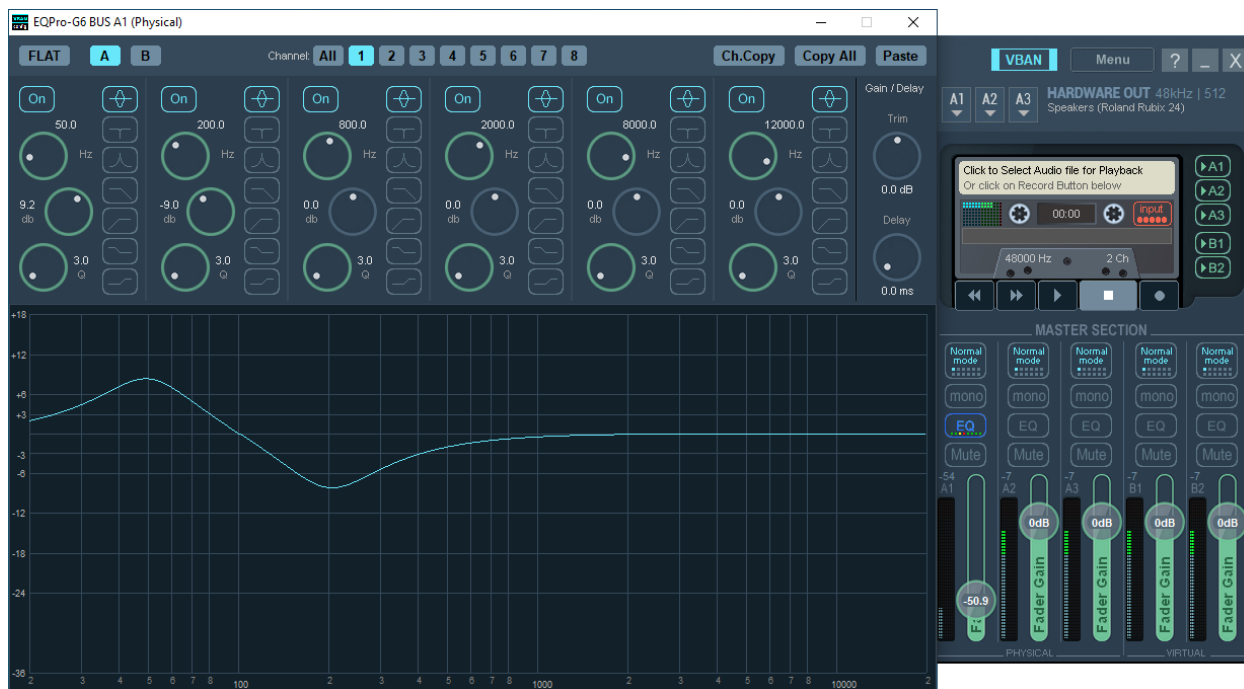 EQPro-G6 BUS A1 (Physical)
FLAT A B Channel: All 1 2 3 4 5 6 7 8 Ch.Copy Copy All Paste
On On On On On On Gain / Delay
50.0 200.0 800.0 2000.0 8000.0 12000.0 Trim
Hz Hz Hz Hz Hz Hz
9.2 -9.0 0.0 0.0 0.0 0.0 0.0 dB
db db db db db db Delay
3.0 3.0 3.0 3.0 3.0 3.0
Q Q Q Q Q Q
0.0 ms
+18
+12
+6
+3
-3
-6
-12
-18
-24
-36
2 3 4 5 6 7 8 100 2 3 4 5 6 7 8 1000 2 3 4 5 6 7 8 10000 2
VBAN Menu ? _ X
A1 A2 A3 HARDWARE OUT 48kHz | 512
Speakers (Roland Rubix 24)
Click to Select Audio file for Playback
Or click on Record Button below
00:00 input
48000 Hz 2 Ch
A1
A2
A3
B1
B2
MASTER SECTION
Normal mode Normal mode Normal mode Normal mode Normal mode
mono mono mono mono mono
EQ EQ EQ EQ EQ
Mute Mute Mute Mute Mute
-54 -7 -7 -7 -7
A1 A2 A3 B1 B2
0dB 0dB 0dB 0dB
-50.9
Fader Gain Fader Gain Fader Gain Fader Gain
PHYSICAL VIRTUAL